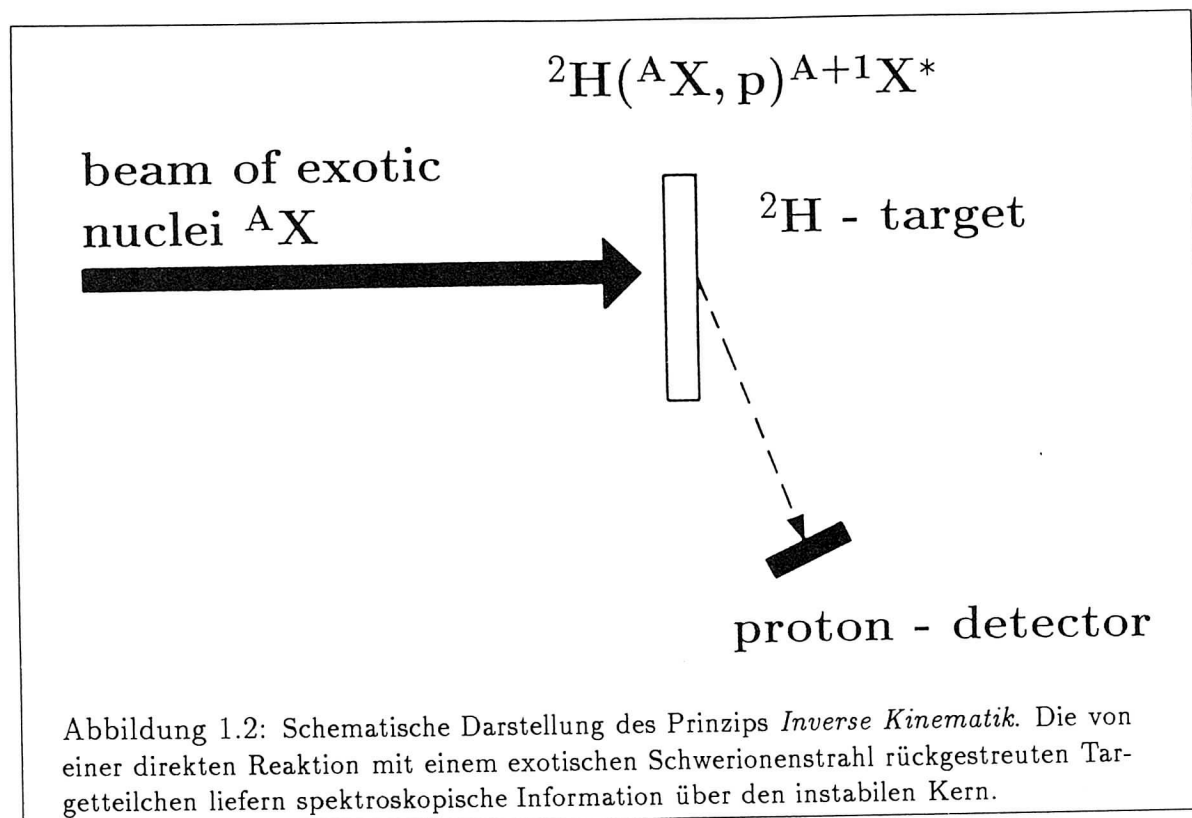 ²H(ᴬX, p)ᴬ⁺¹X*
beam of exotic
nuclei ᴬX
²H - target
proton - detector
Abbildung 1.2: Schematische Darstellung des Prinzips Inverse Kinematik. Die von
einer direkten Reaktion mit einem exotischen Schwerionenstrahl rückgestreuten Tar-
getteilchen liefern spektroskopische Information über den instabilen Kern.